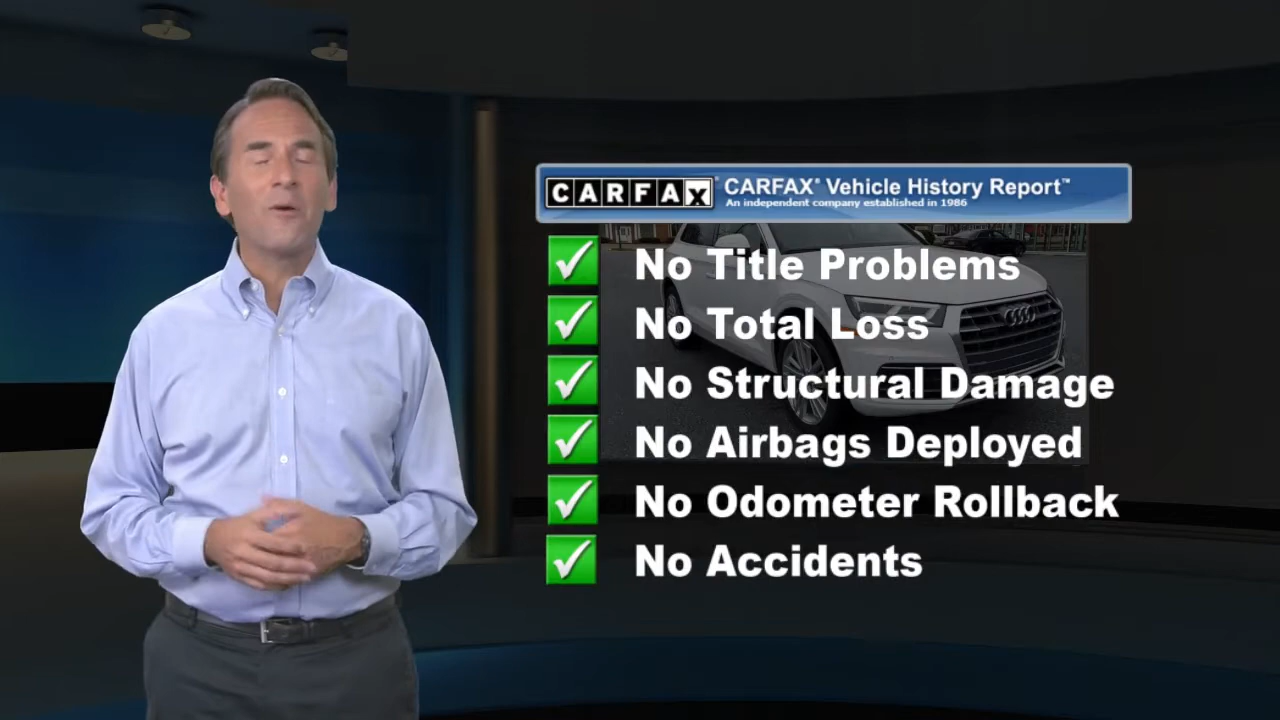 CARFAX
CARFAX® Vehicle History Report™
An independent company established in 1986
No Title Problems
No Total Loss
No Structural Damage
No Airbags Deployed
No Odometer Rollback
No Accidents